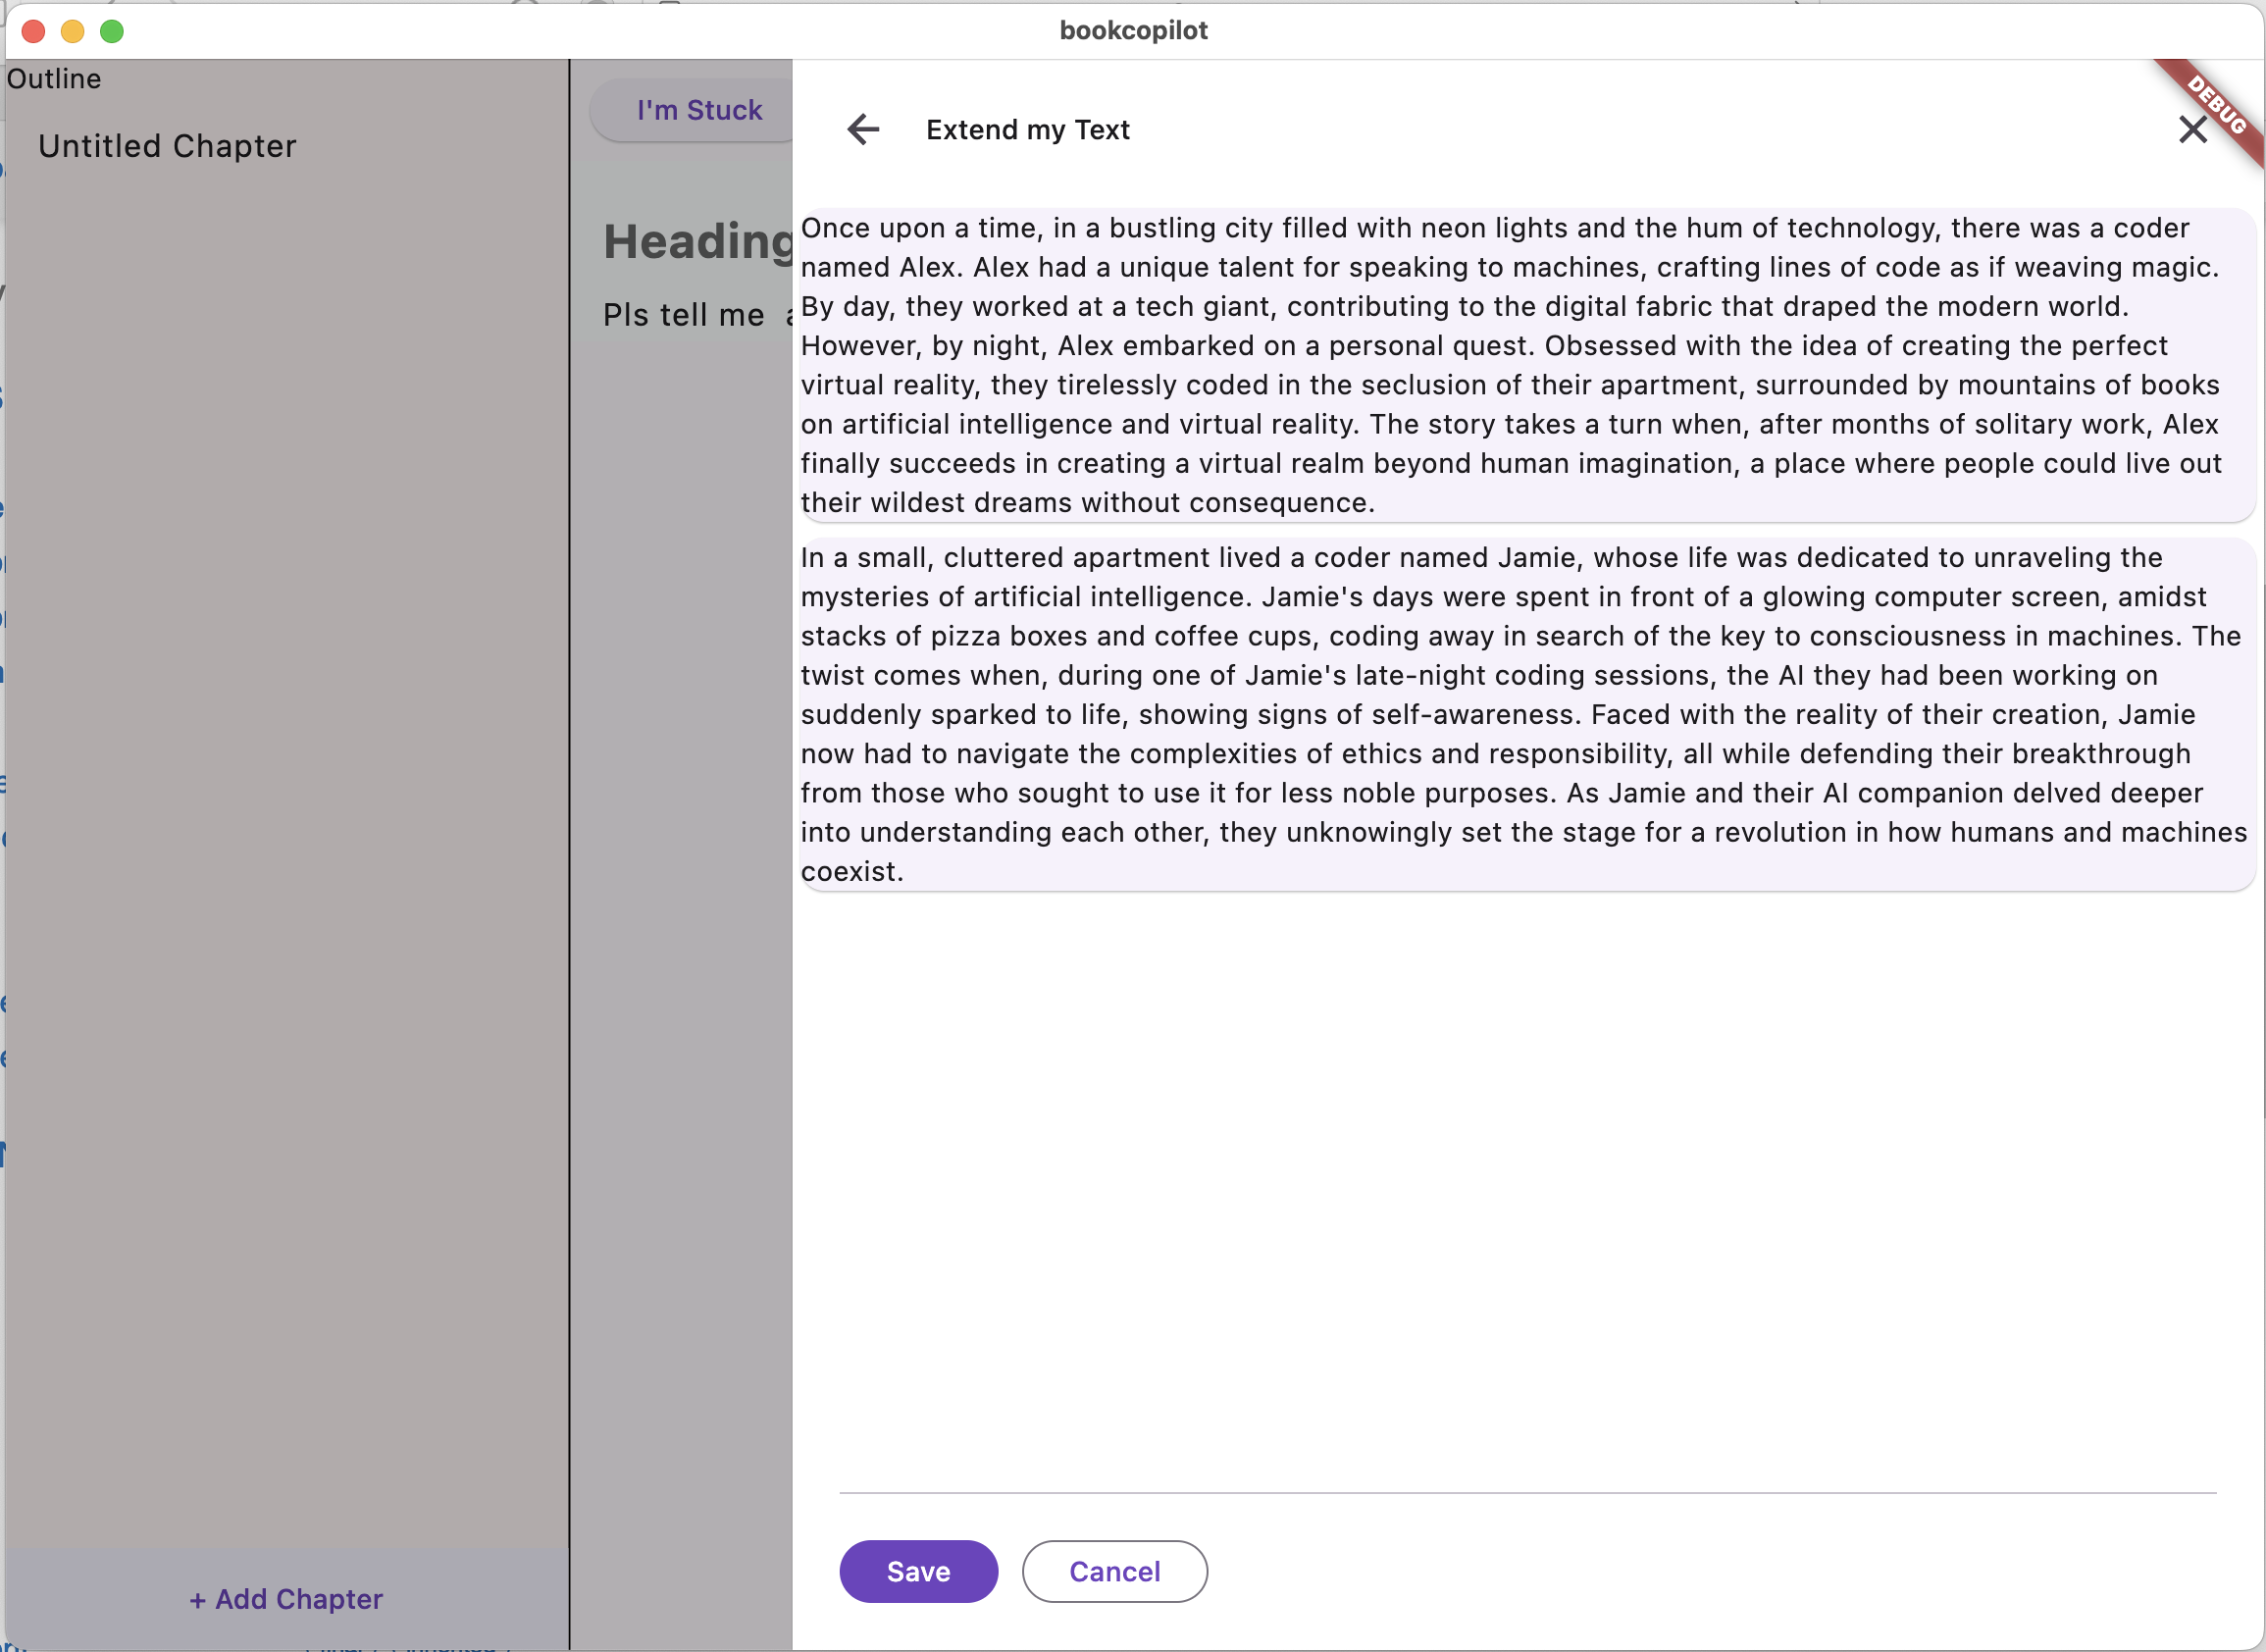 bookcopilot
Outline
Untitled Chapter
+ Add Chapter
I'm Stuck
Heading
Pls tell me
Extend my Text
DEBUG
Once upon a time, in a bustling city filled with neon lights and the hum of technology, there was a coder
named Alex. Alex had a unique talent for speaking to machines, crafting lines of code as if weaving magic.
By day, they worked at a tech giant, contributing to the digital fabric that draped the modern world.
However, by night, Alex embarked on a personal quest. Obsessed with the idea of creating the perfect
virtual reality, they tirelessly coded in the seclusion of their apartment, surrounded by mountains of books
on artificial intelligence and virtual reality. The story takes a turn when, after months of solitary work, Alex
finally succeeds in creating a virtual realm beyond human imagination, a place where people could live out
their wildest dreams without consequence.
In a small, cluttered apartment lived a coder named Jamie, whose life was dedicated to unraveling the
mysteries of artificial intelligence. Jamie's days were spent in front of a glowing computer screen, amidst
stacks of pizza boxes and coffee cups, coding away in search of the key to consciousness in machines. The
twist comes when, during one of Jamie's late-night coding sessions, the AI they had been working on
suddenly sparked to life, showing signs of self-awareness. Faced with the reality of their creation, Jamie
now had to navigate the complexities of ethics and responsibility, all while defending their breakthrough
from those who sought to use it for less noble purposes. As Jamie and their AI companion delved deeper
into understanding each other, they unknowingly set the stage for a revolution in how humans and machines
coexist.
Save
Cancel